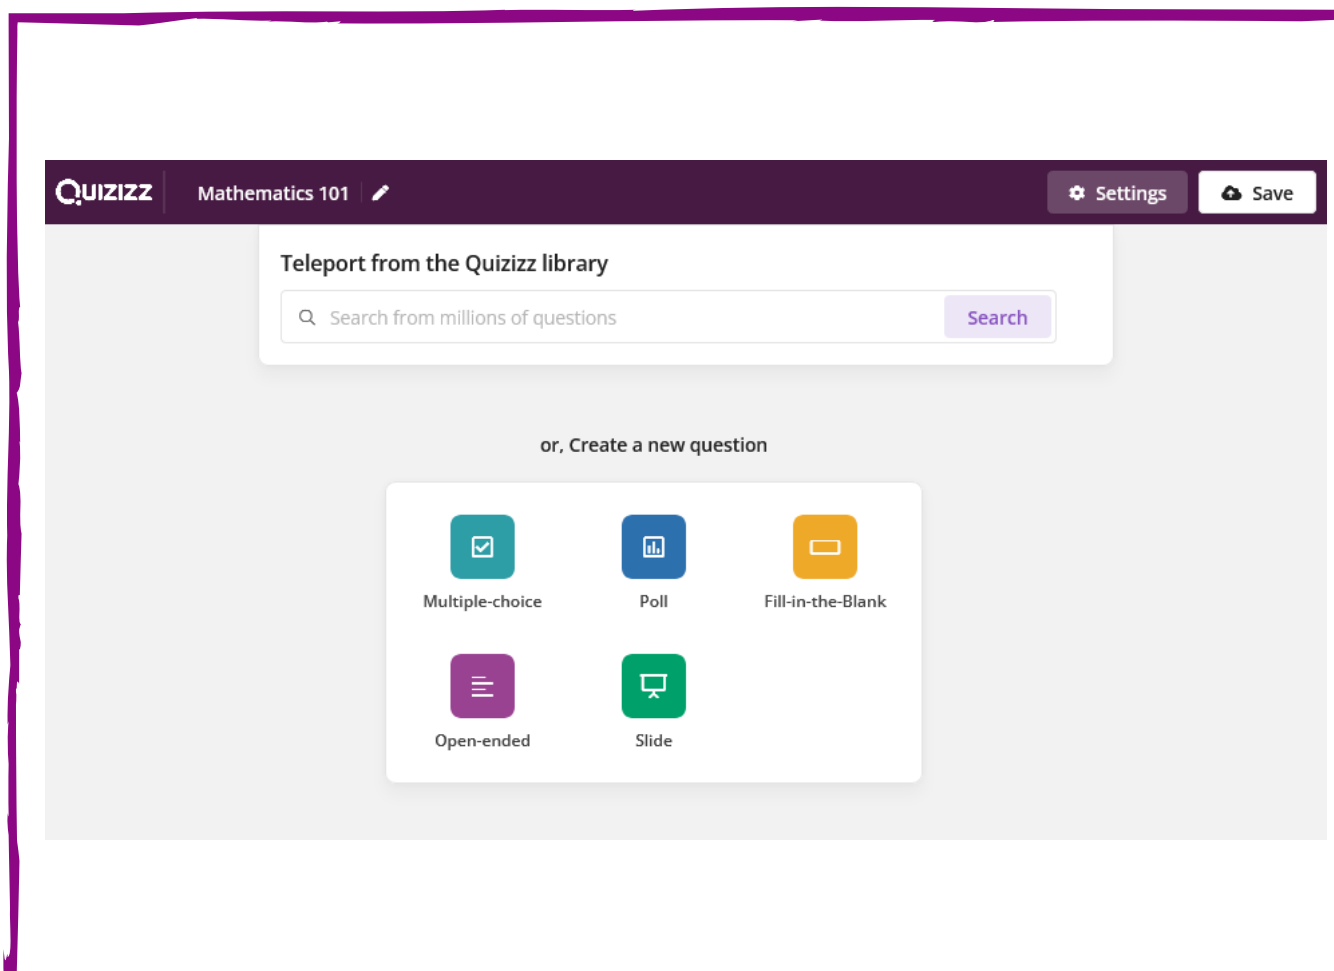 QUIZIZZ Mathematics 101 Settings Save
Teleport from the Quizizz library
Search from millions of questions Search
or, Create a new question
Multiple-choice Poll Fill-in-the-Blank
Open-ended Slide